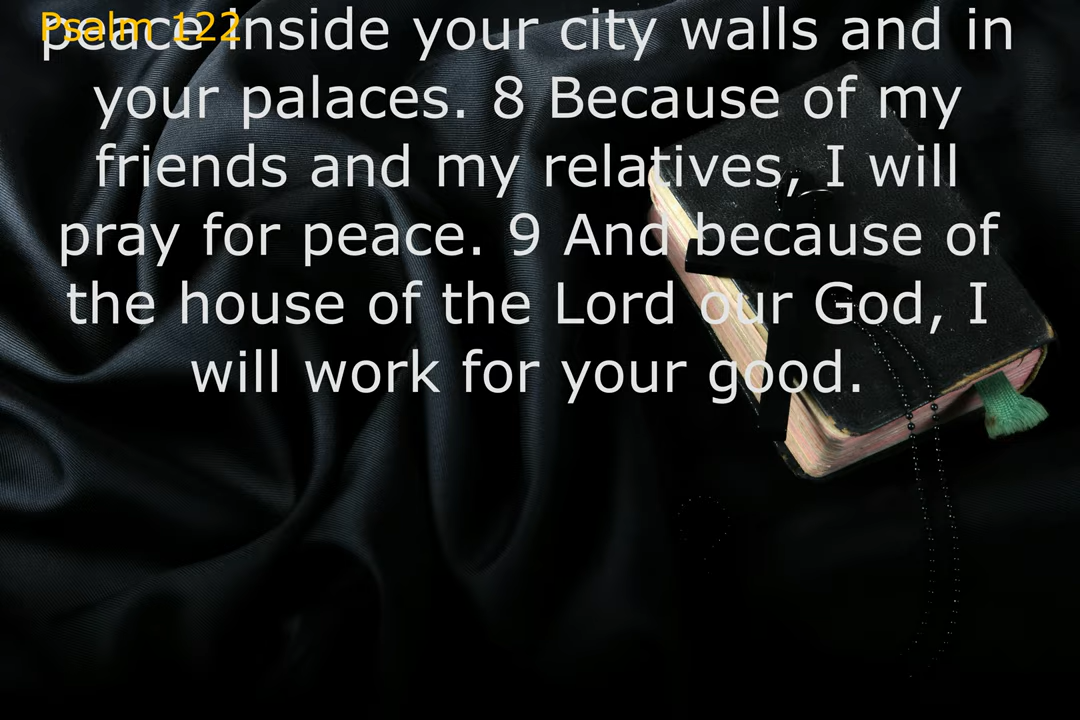 Psalm 122
peace inside your city walls and in
your palaces. 8 Because of my
friends and my relatives, I will
pray for peace. 9 And because of
the house of the Lord our God, I
will work for your good.